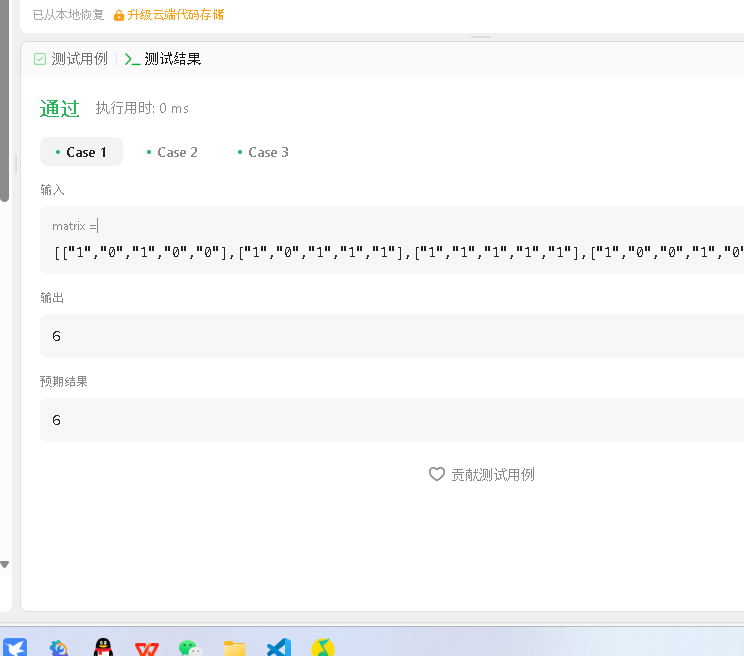 已从本地恢复 升级云端代码存储
测试用例 测试结果
通过 执行用时: 0 ms
Case 1 Case 2 Case 3
输入
matrix =
[["1","0","1","0","0"],["1","0","1","1","1"],["1","1","1","1","1"],["1","0","0","1","0"
输出
6
预期结果
6
贡献测试用例